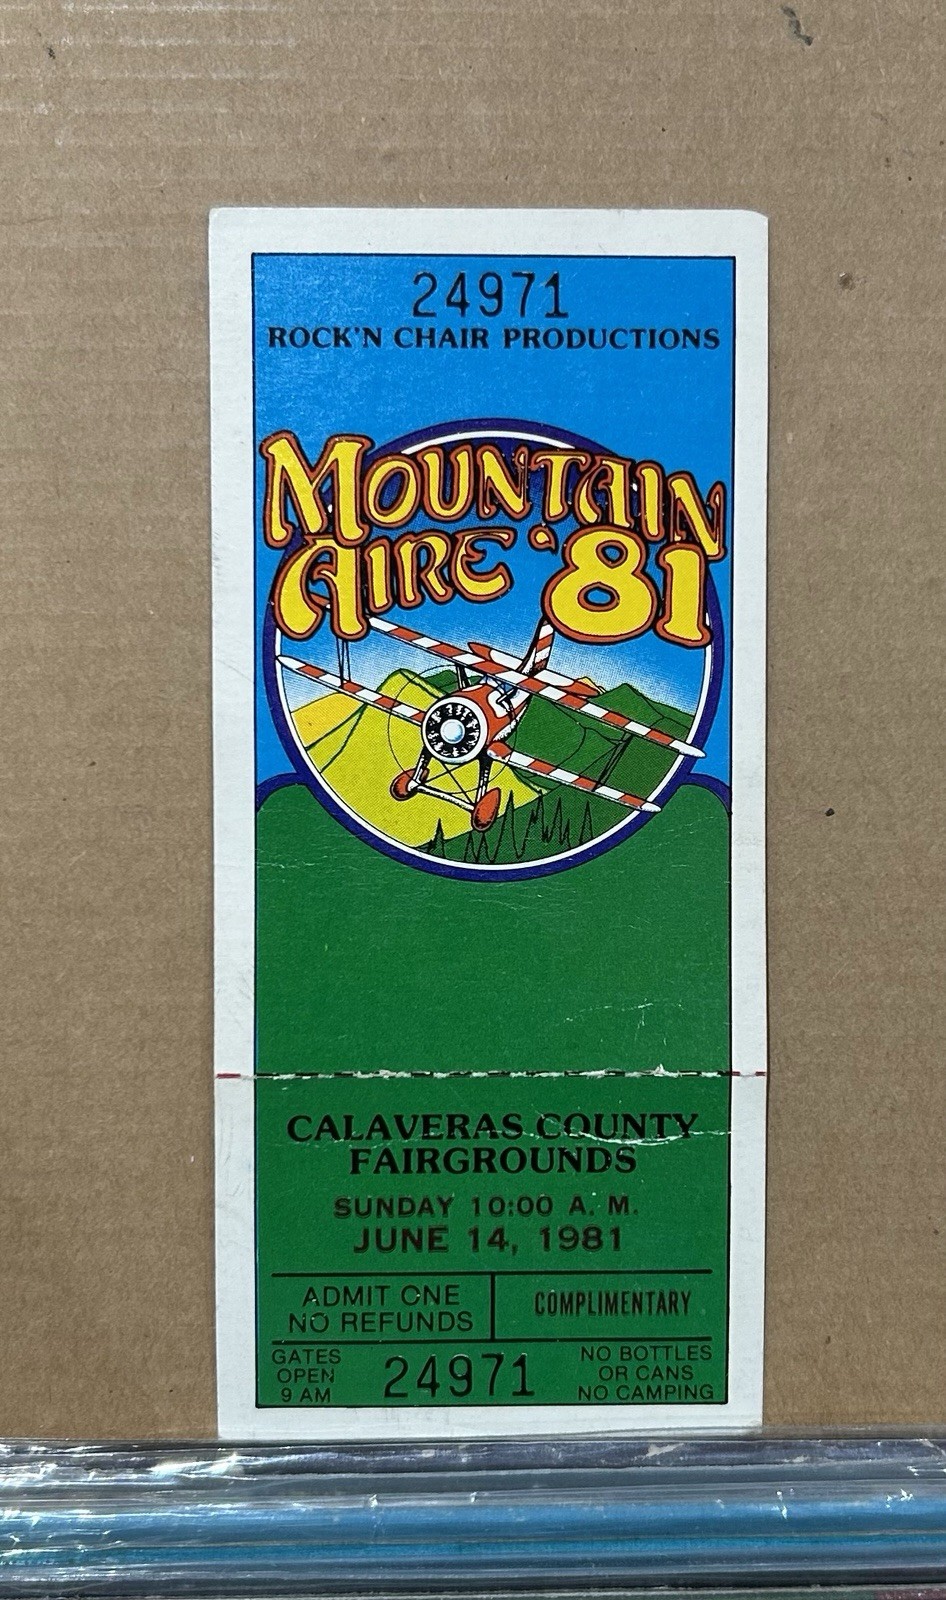 24971
ROCK'N CHAIR PRODUCTIONS
MOUNTAIN
AIRE '81
CALAVERAS COUNTY
FAIRGROUNDS
SUNDAY 10:00 A. M.
JUNE 14, 1981
ADMIT ONE
NO REFUNDS
COMPLIMENTARY
GATES
OPEN
9 AM
24971
NO BOTTLES
OR CANS
NO CAMPING